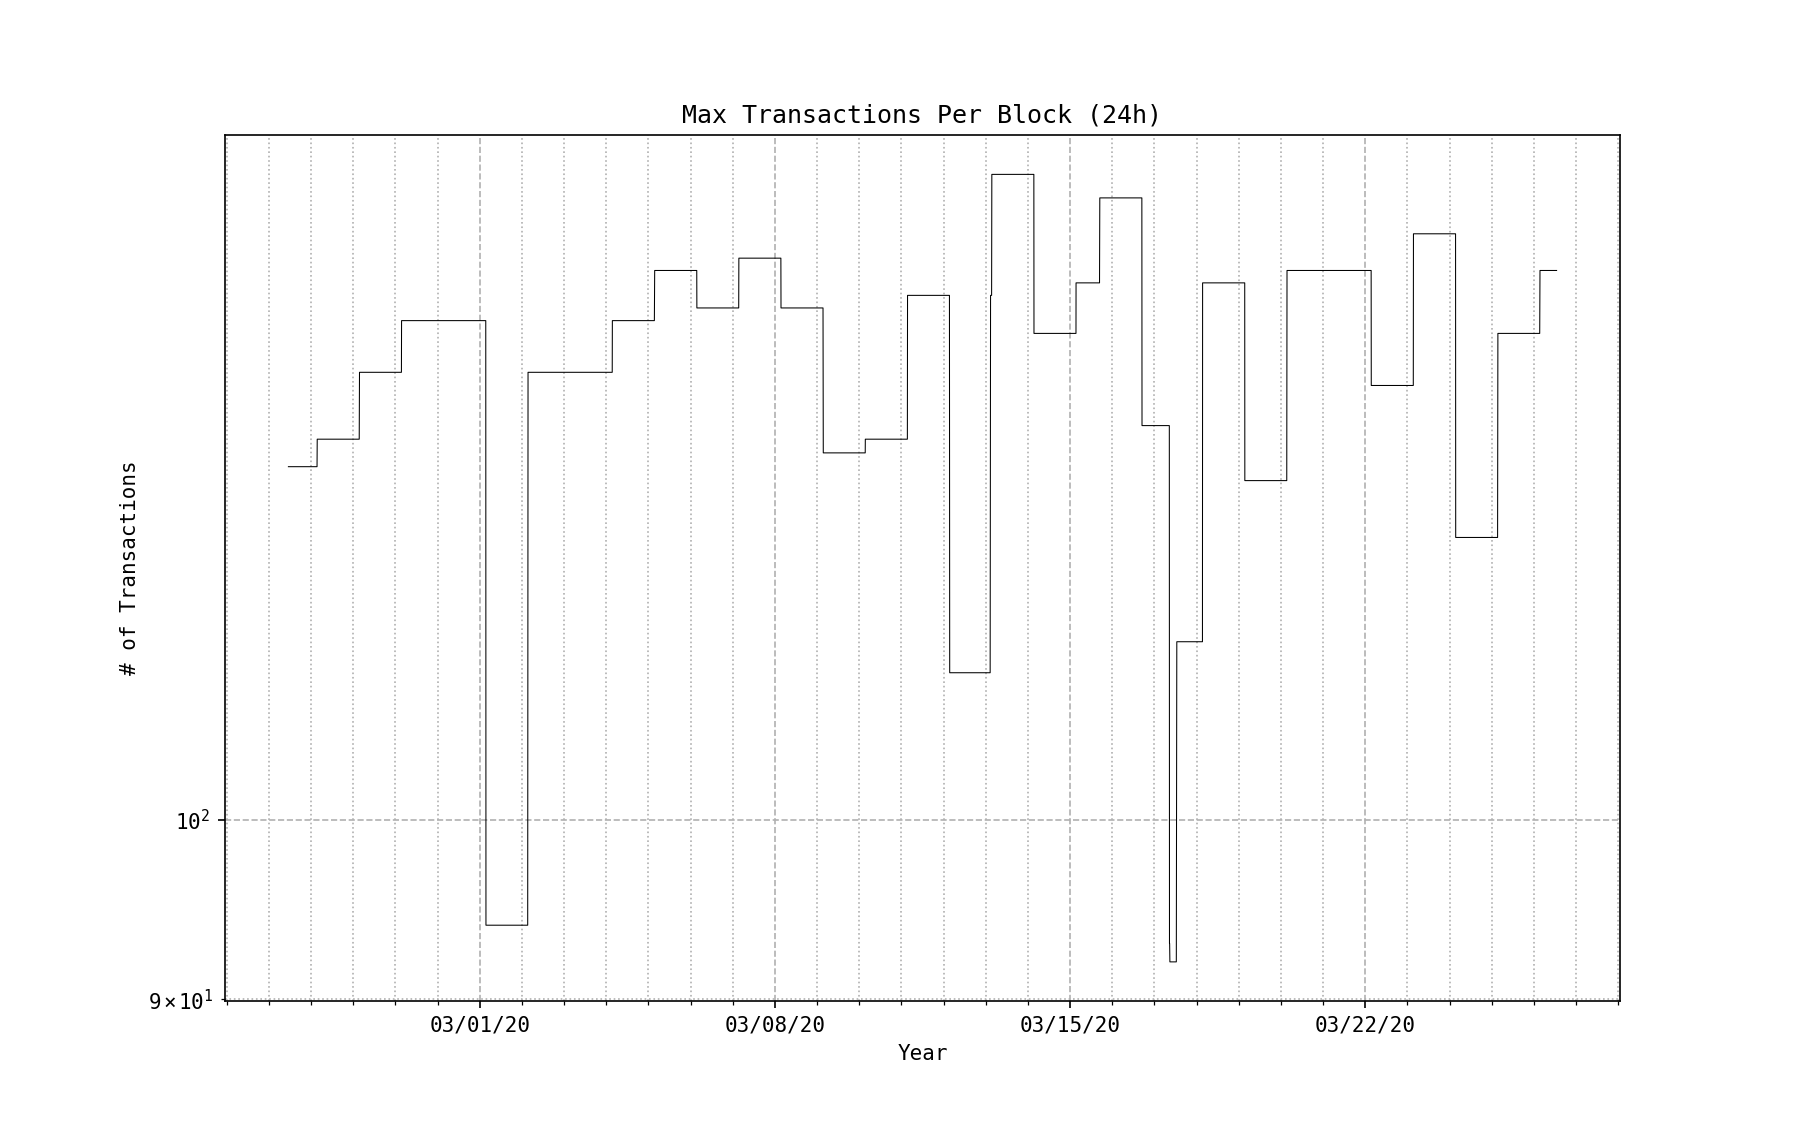 Max Transactions Per Block (24h)
# of Transactions
10²
9×10¹
03/01/20 03/08/20 03/15/20 03/22/20
Year